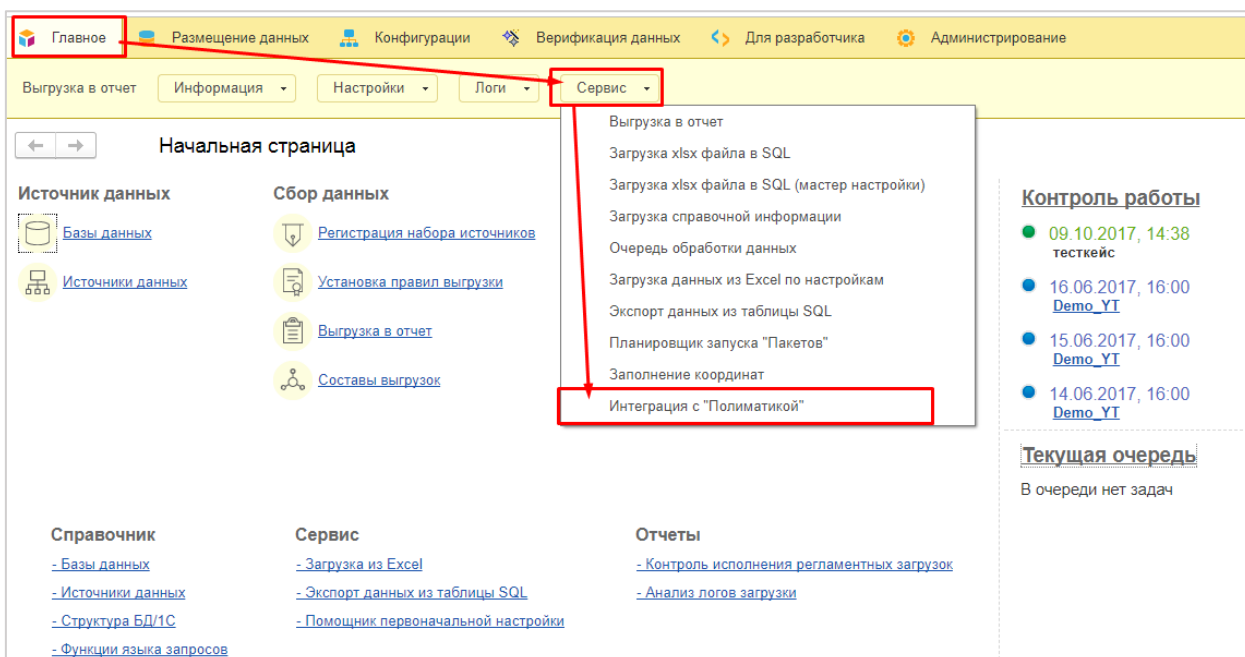 Главное Размещение данных Конфигурации Верификация данных Для разработчика Администрирование
Выгрузка в отчет Информация Настройки Логи Сервис
Выгрузка в отчет
Загрузка xlsx файла в SQL
Загрузка xlsx файла в SQL (мастер настройки)
Загрузка справочной информации
Очередь обработки данных
Загрузка данных из Excel по настройкам
Экспорт данных из таблицы SQL
Планировщик запуска "Пакетов"
Заполнение координат
Интеграция с "Полиматикой"
Начальная страница
Источник данных
Базы данных
Источники данных
Сбор данных
Регистрация набора источников
Установка правил выгрузки
Выгрузка в отчет
Составы выгрузок
Контроль работы
09.10.2017, 14:38
тесткейс
16.06.2017, 16:00
Demo_YT
15.06.2017, 16:00
Demo_YT
14.06.2017, 16:00
Demo_YT
Текущая очередь
В очереди нет задач
Справочник
- Базы данных
- Источники данных
- Структура БД/1С
- Функции языка запросов
Сервис
- Загрузка из Excel
- Экспорт данных из таблицы SQL
- Помощник первоначальной настройки
Отчеты
- Контроль исполнения регламентных загрузок
- Анализ логов загрузки